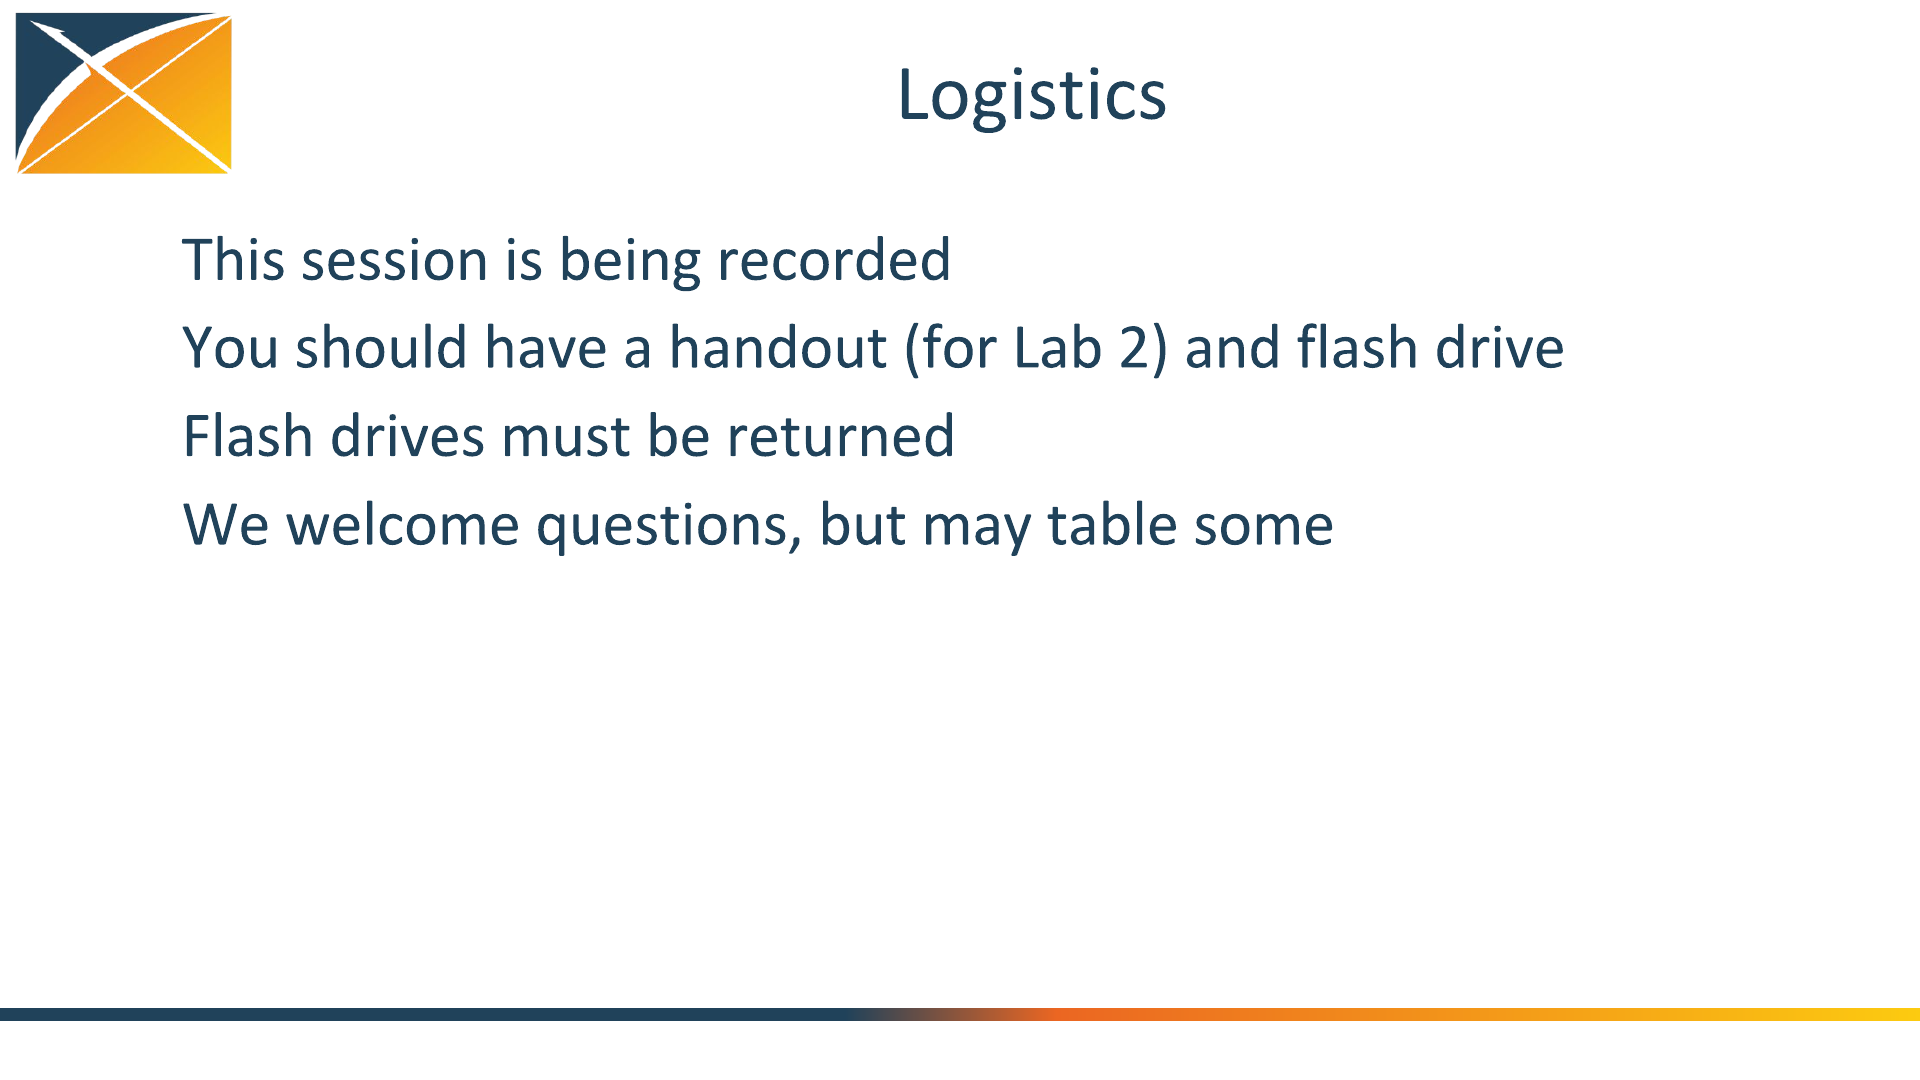 Logistics
This session is being recorded
You should have a handout (for Lab 2) and flash drive
Flash drives must be returned
We welcome questions, but may table some